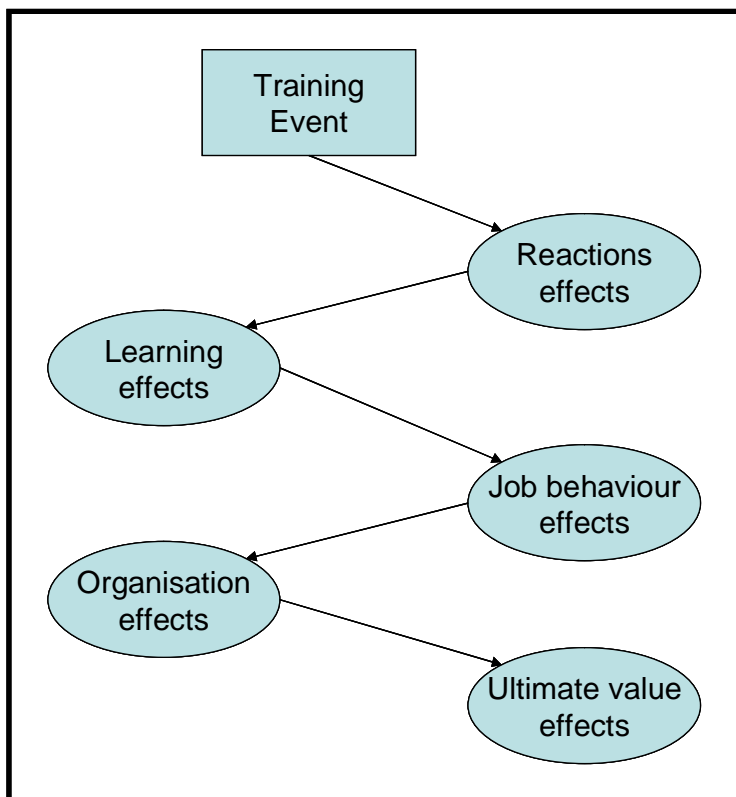 Training
Event
Reactions
effects
Learning
effects
Job behaviour
effects
Organisation
effects
Ultimate value
effects